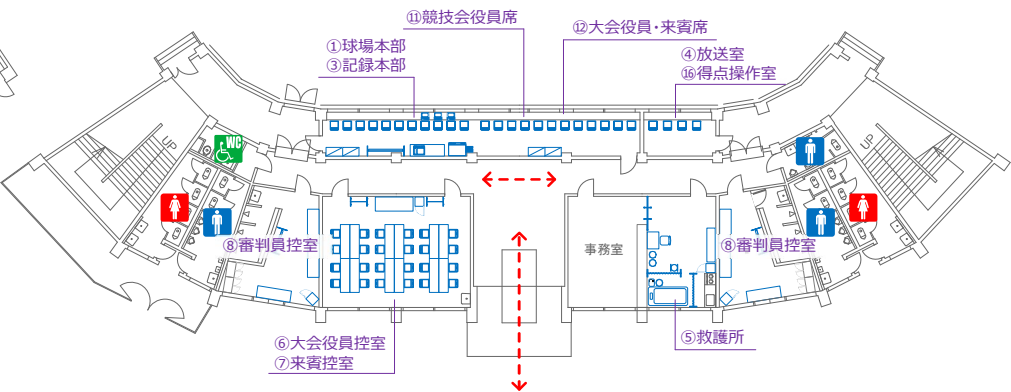 ⑪競技会役員席
⑫大会役員・来賓席
①球場本部
③記録本部
④放送室
⑯得点操作室
UP
WC
UP
⑧審判員控室
事務室
⑧審判員控室
⑥大会役員控室
⑦来賓控室
⑤救護所